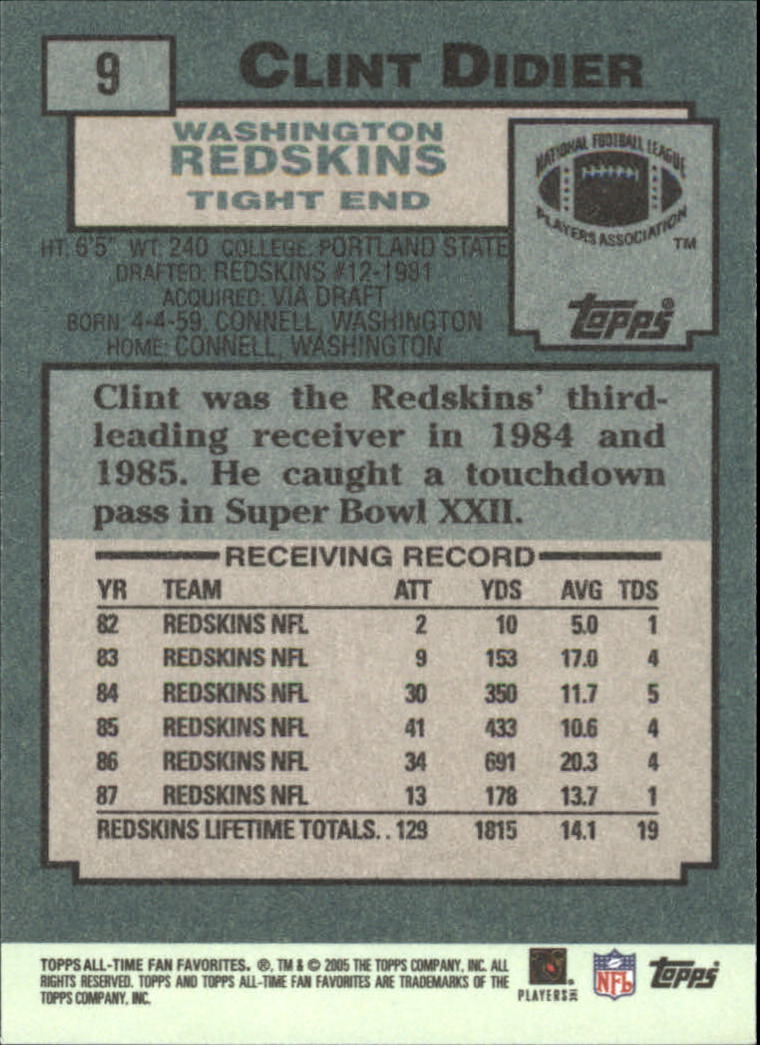 9
CLINT DIDIER
WASHINGTON
REDSKINS
TIGHT END
NATIONAL FOOTBALL LEAGUE
PLAYERS ASSOCIATION
TM
TOPPS®
HT: 6'5" WT: 240 COLLEGE: PORTLAND STATE
DRAFTED: REDSKINS #12-1981
ACQUIRED: VIA DRAFT
BORN: 4-4-59, CONNELL, WASHINGTON
HOME: CONNELL, WASHINGTON
Clint was the Redskins' third-
leading receiver in 1984 and
1985. He caught a touchdown
pass in Super Bowl XXII.
RECEIVING RECORD
YR TEAM ATT YDS AVG TDS
82 REDSKINS NFL 2 10 5.0 1
83 REDSKINS NFL 9 153 17.0 4
84 REDSKINS NFL 30 350 11.7 5
85 REDSKINS NFL 41 433 10.6 4
86 REDSKINS NFL 34 691 20.3 4
87 REDSKINS NFL 13 178 13.7 1
REDSKINS LIFETIME TOTALS. . 129 1815 14.1 19
TOPPS ALL-TIME FAN FAVORITES. ®, TM & © 2005 THE TOPPS COMPANY, INC. ALL
RIGHTS RESERVED. TOPPS AND TOPPS ALL-TIME FAN FAVORITES ARE TRADEMARKS OF THE
TOPPS COMPANY, INC.
PLAYERS INC
NFL
TOPPS